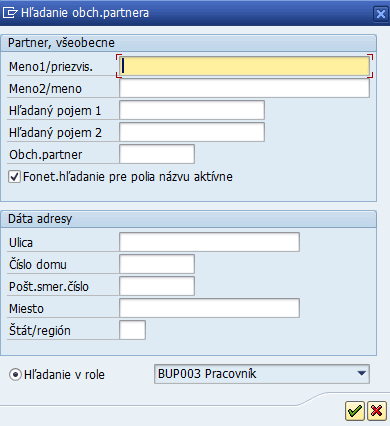 Hľadanie obch.partnera
Partner, všeobecne
Meno1/priezvis.
Meno2/meno
Hľadaný pojem 1
Hľadaný pojem 2
Obch.partner
Fonet.hľadanie pre polia názvu aktívne
Dáta adresy
Ulica
Číslo domu
Pošt.smer.číslo
Miesto
Štát/región
Hľadanie v role BUP003 Pracovník